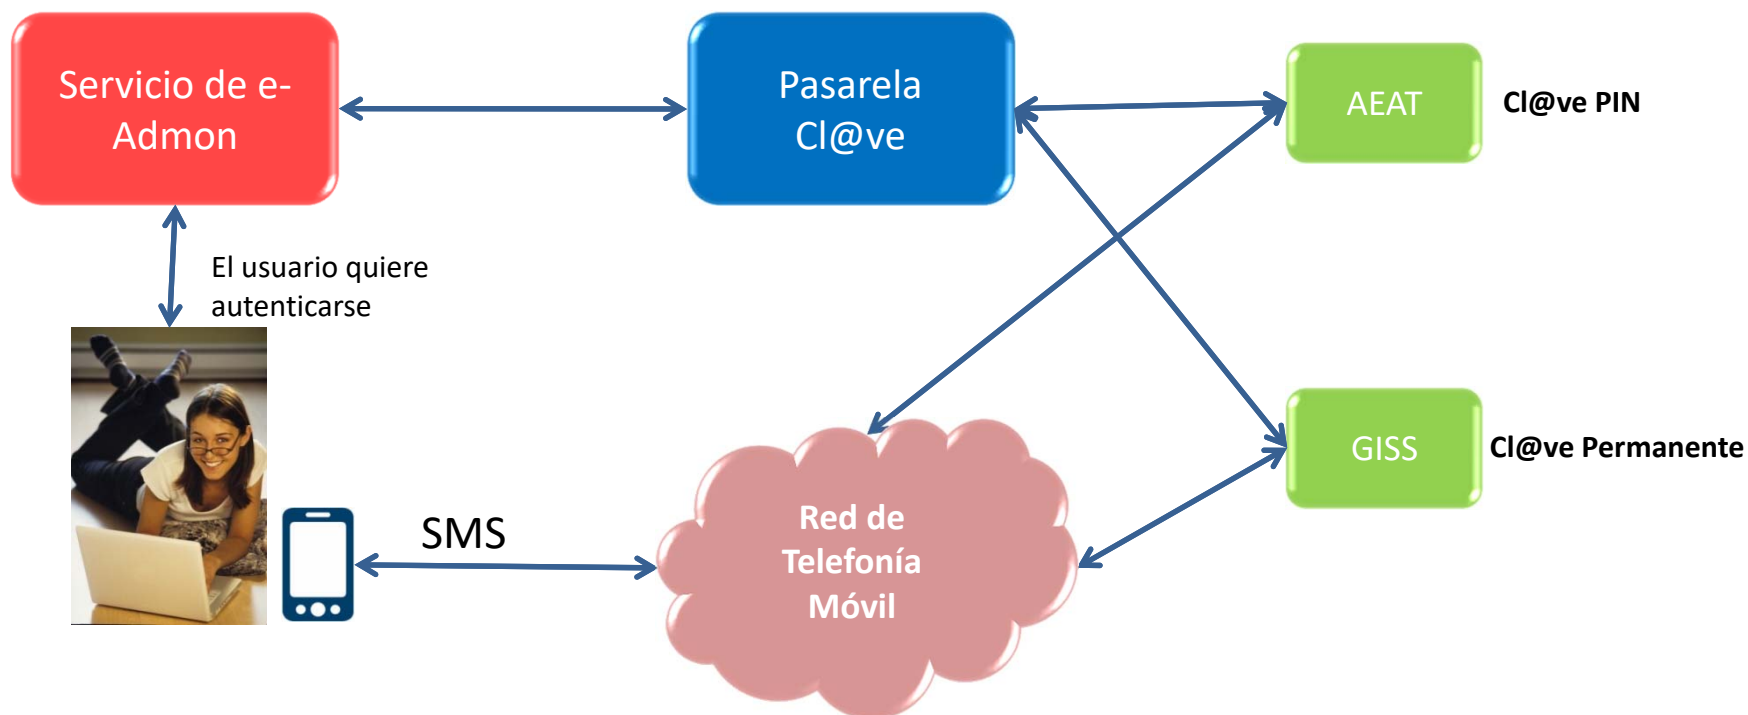 Servicio de e-
Admon
Pasarela
Cl@ve
AEAT
Cl@ve PIN
El usuario quiere
autenticarse
GISS
Cl@ve Permanente
SMS
Red de
Telefonía
Móvil